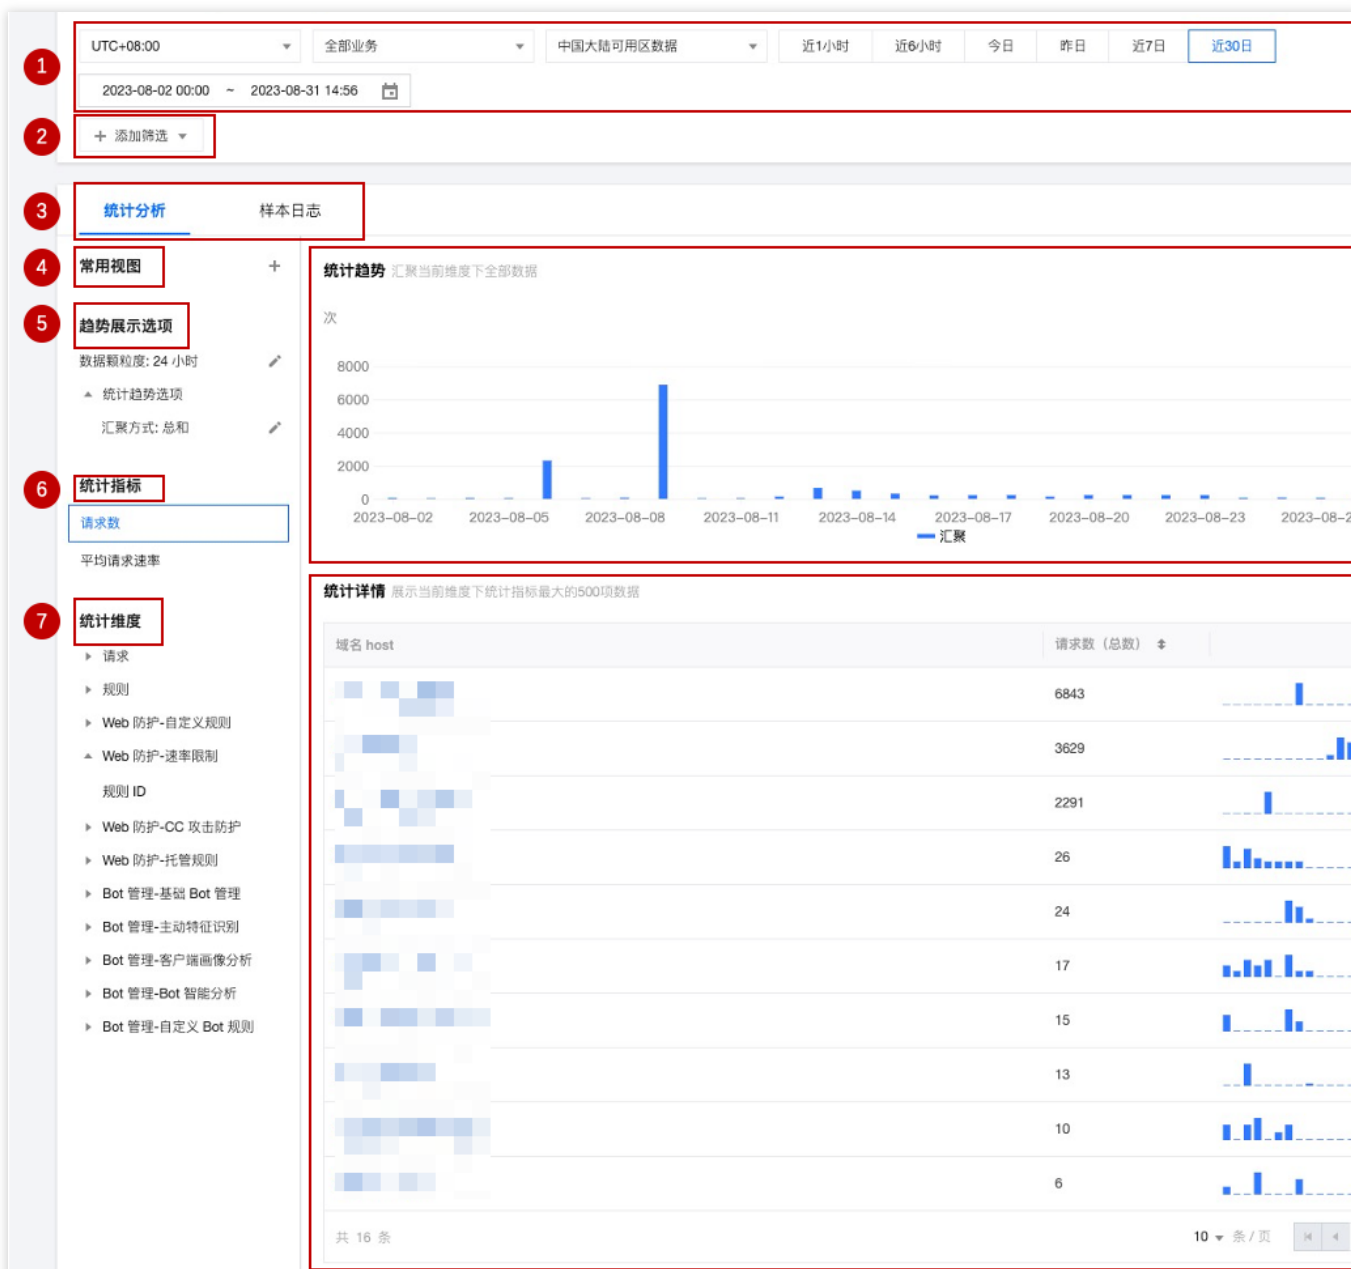 1
UTC+08:00 全部业务 中国大陆可用区数据 近1小时 近6小时 今日 昨日 近7日 近30日
2023-08-02 00:00 ~ 2023-08-31 14:56
2
+ 添加筛选
3
统计分析 样本日志
4
常用视图 +
5
趋势展示选项
数据颗粒度: 24 小时
统计趋势选项
汇聚方式: 总和
6
统计指标
请求数
平均请求速率
7
统计维度
请求
规则
Web 防护-自定义规则
Web 防护-速率限制
规则 ID
Web 防护-CC 攻击防护
Web 防护-托管规则
Bot 管理-基础 Bot 管理
Bot 管理-主动特征识别
Bot 管理-客户端画像分析
Bot 管理-Bot 智能分析
Bot 管理-自定义 Bot 规则
统计趋势 汇聚当前维度下全部数据
次
8000
6000
4000
2000
0
2023-08-02 2023-08-05 2023-08-08 2023-08-11 2023-08-14 2023-08-17 2023-08-20 2023-08-23 2023-08-2
汇聚
统计详情 展示当前维度下统计指标最大的500项数据
域名 host 请求数（总数）
6843
3629
2291
26
24
17
15
13
10
6
共 16 条 10 条 / 页